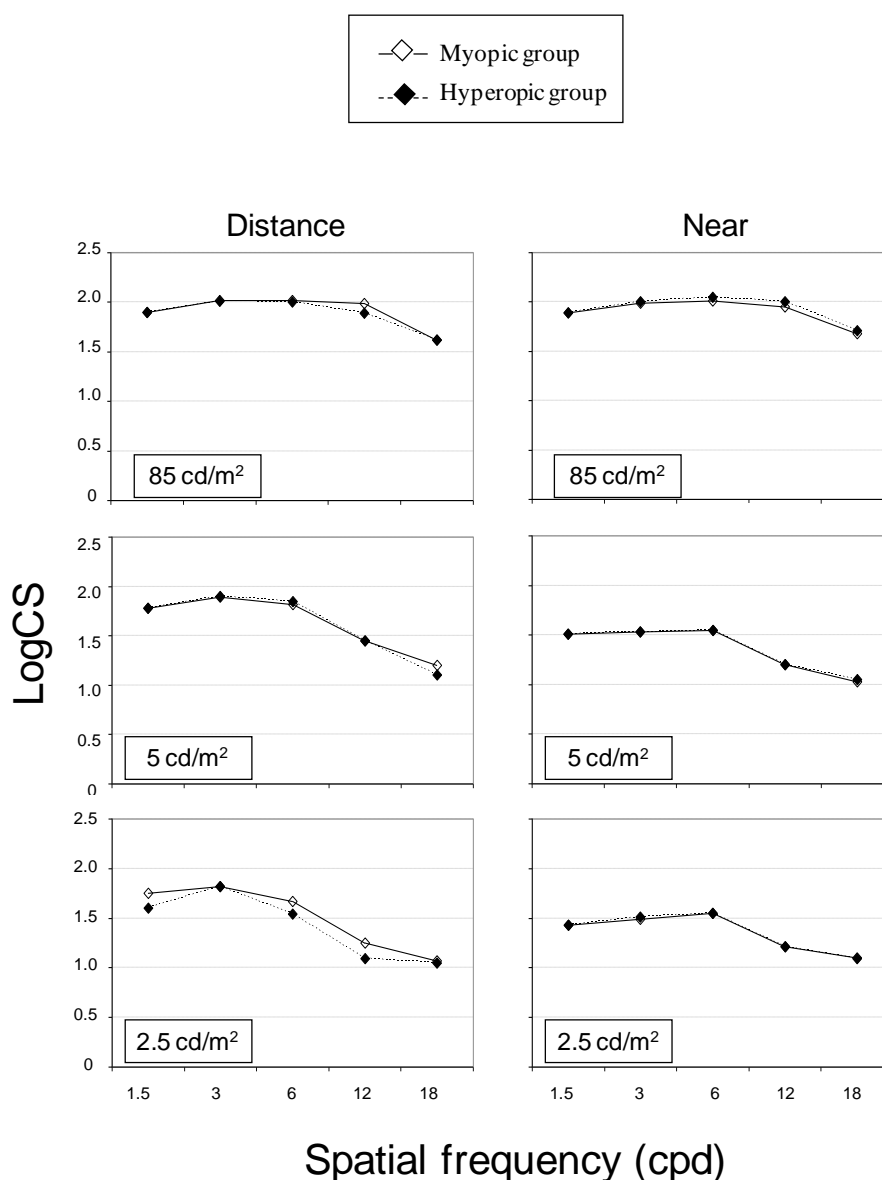 Myopic group
Hyperopic group
Distance
Near
LogCS
2.5
2.0
1.5
1.0
0.5
0
85 cd/m²
85 cd/m²
2.5
2.0
1.5
1.0
0.5
0
5 cd/m²
5 cd/m²
2.5
2.0
1.5
1.0
0.5
0
2.5 cd/m²
2.5 cd/m²
1.5 3 6 12 18
1.5 3 6 12 18
Spatial frequency (cpd)